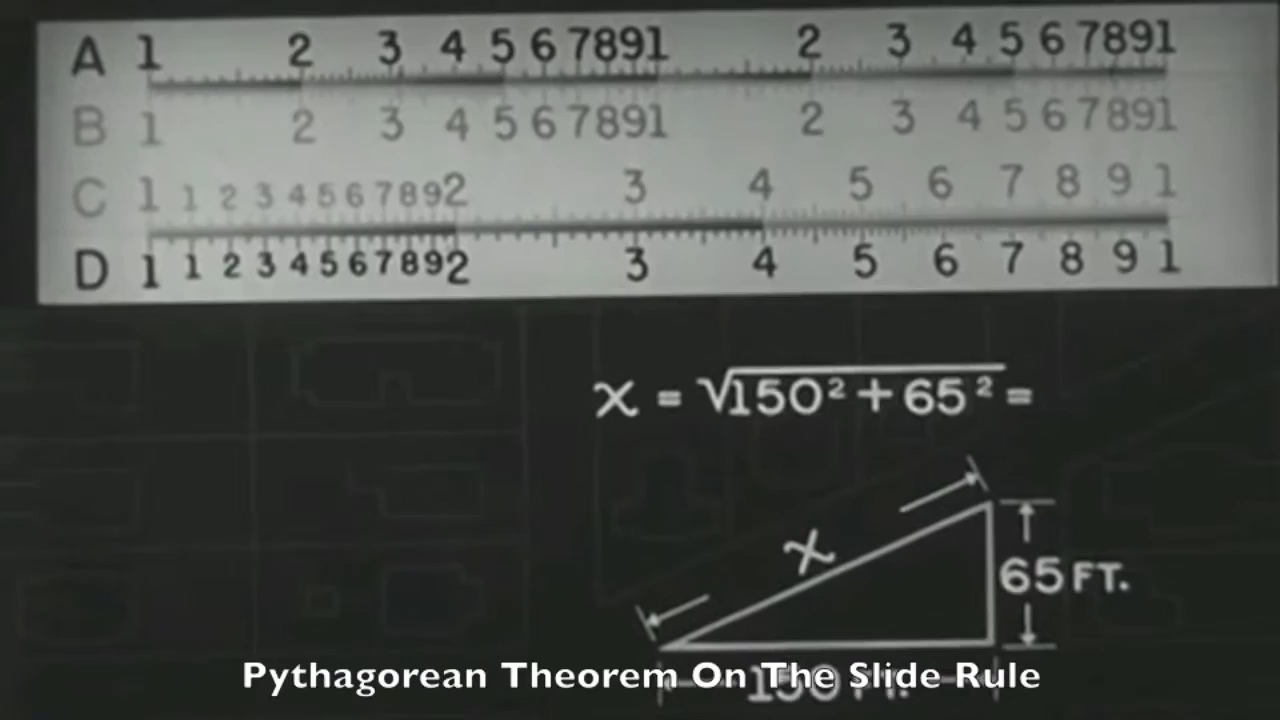 A 1 2 3 4 5 6 7 8 9 1 2 3 4 5 6 7 8 9 1
B 1 2 3 4 5 6 7 8 9 1 2 3 4 5 6 7 8 9 1
C 1 1 2 3 4 5 6 7 8 9 2 3 4 5 6 7 8 9 1
D 1 1 2 3 4 5 6 7 8 9 2 3 4 5 6 7 8 9 1
x = √150² + 65² =
x
65 FT.
150 FT.
Pythagorean Theorem On The Slide Rule